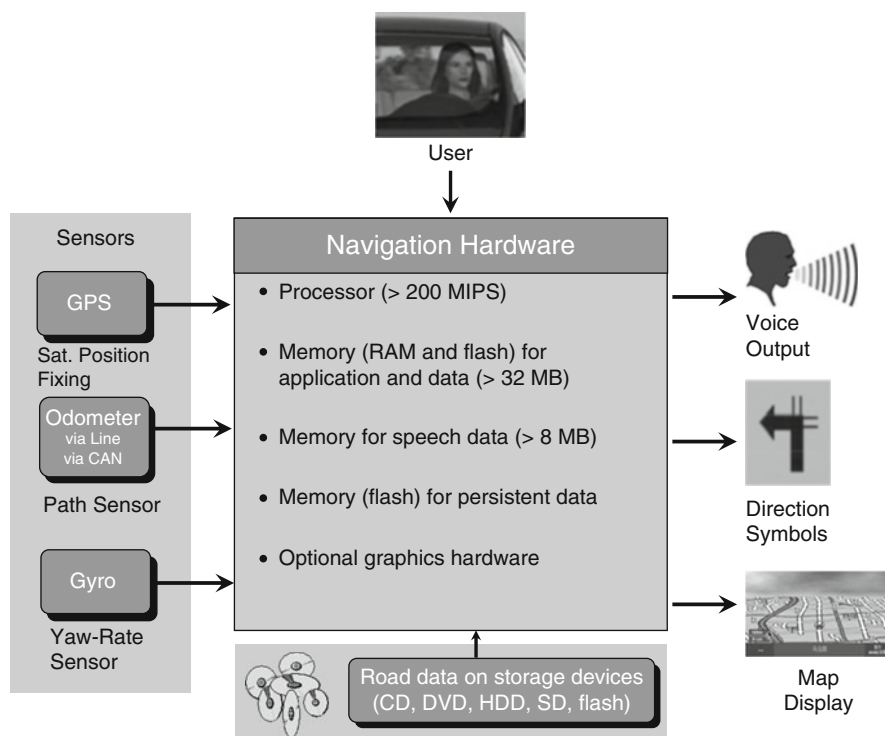 User
Sensors
GPS
Sat. Position
Fixing
Odometer
via Line
via CAN
Path Sensor
Gyro
Yaw-Rate
Sensor
Navigation Hardware
• Processor (> 200 MIPS)
• Memory (RAM and flash) for
application and data (> 32 MB)
• Memory for speech data (> 8 MB)
• Memory (flash) for persistent data
• Optional graphics hardware
Road data on storage devices
(CD, DVD, HDD, SD, flash)
Voice
Output
Direction
Symbols
Map
Display